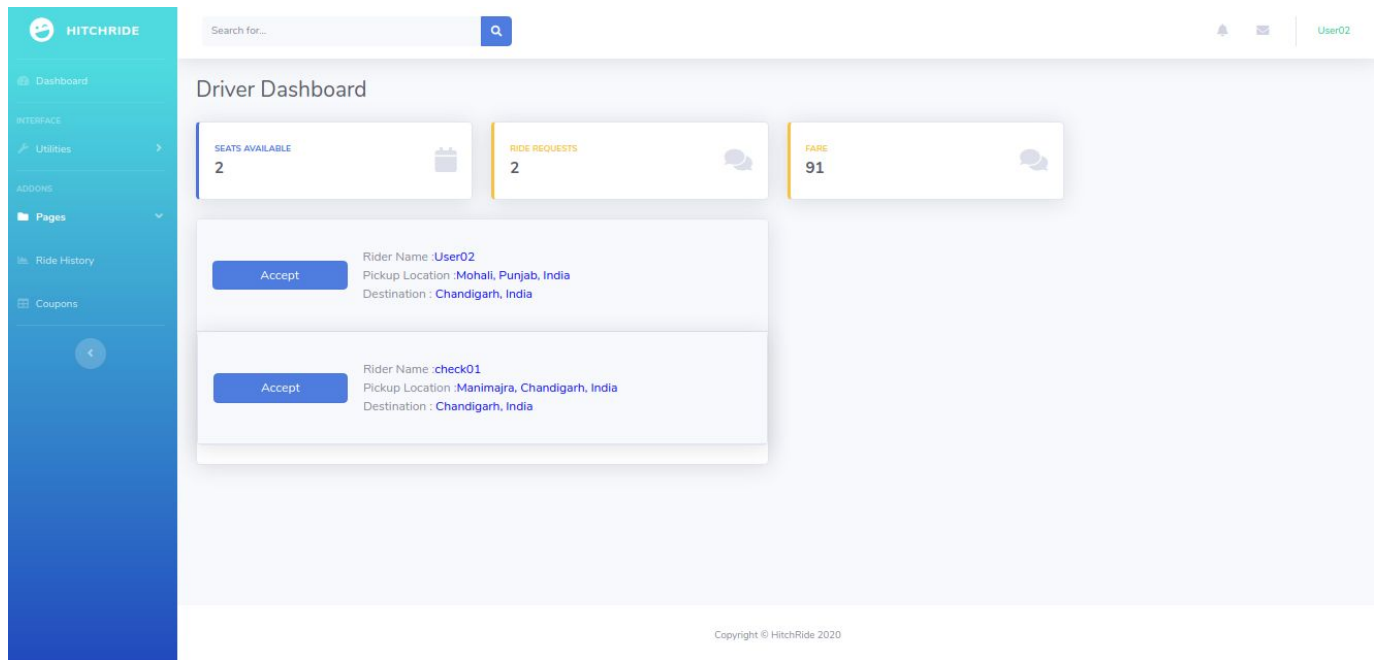 HITCHRIDE
Search for...
User02
Dashboard
INTERFACE
Utilities
ADDONS
Pages
Ride History
Coupons
Driver Dashboard
SEATS AVAILABLE
2
RIDE REQUESTS
2
FARE
91
Accept
Rider Name :User02
Pickup Location :Mohali, Punjab, India
Destination : Chandigarh, India
Accept
Rider Name :check01
Pickup Location :Manimajra, Chandigarh, India
Destination : Chandigarh, India
Copyright © HitchRide 2020